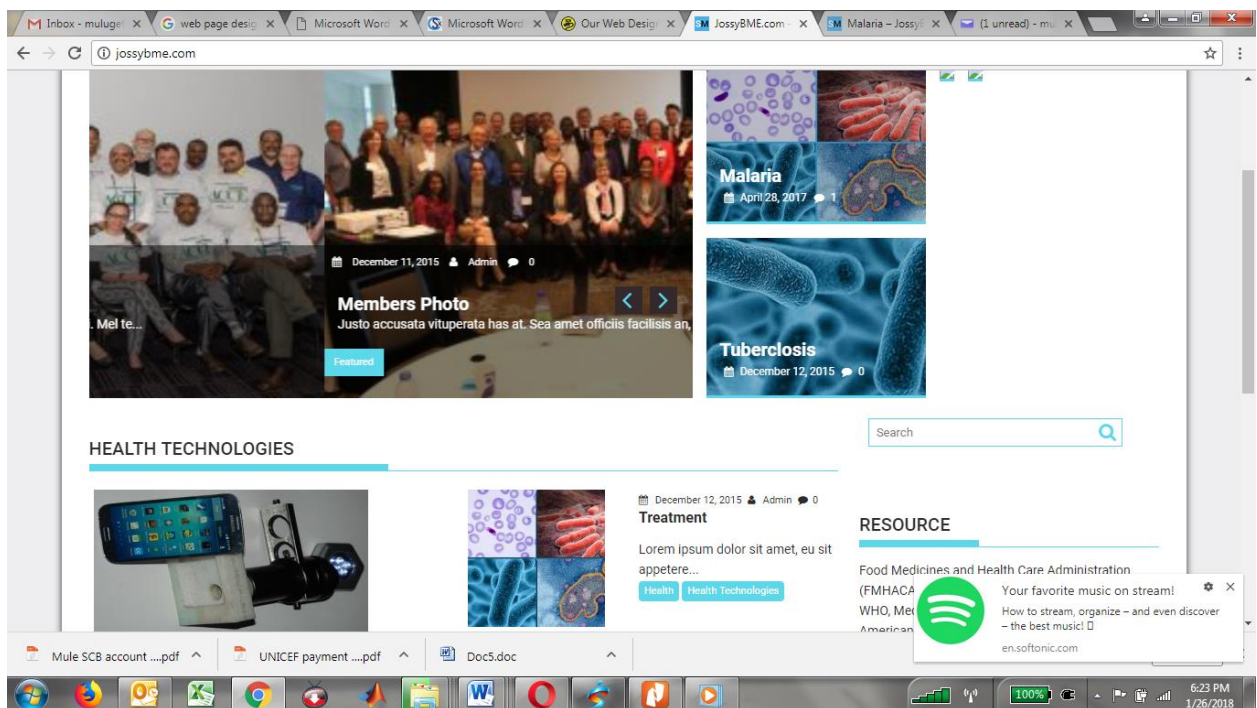 Inbox - muluget
web page desig
Microsoft Word
Microsoft Word
Our Web Desig
JossyBME.com -
Malaria – Jossy
(1 unread) - mu
jossybme.com
ACCE
ACCE
. Mel te...
December 11, 2015 Admin 0
Members Photo
Justo accusata vituperata has at. Sea amet officiis facilisis an,
Featured
Malaria
April 28, 2017 1
Tuberclosis
December 12, 2015 0
Search
HEALTH TECHNOLOGIES
December 12, 2015 Admin 0
Treatment
Lorem ipsum dolor sit amet, eu sit
appetere...
Health Health Technologies
RESOURCE
Food Medicines and Health Care Administration
(FMHACA
WHO, Med
American
Your favorite music on stream!
How to stream, organize – and even discover
– the best music!
en.softonic.com
Mule SCB account ....pdf
UNICEF payment ....pdf
Doc5.doc
100%
6:23 PM
1/26/2018